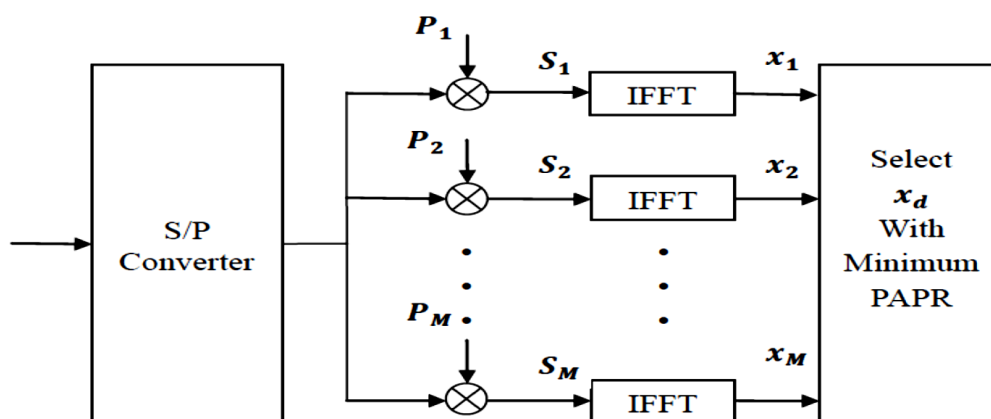 P₁
S₁
IFFT
x₁
P₂
S₂
IFFT
x₂
S/P
Converter
Select
x_d
With
Minimum
PAPR
P_M
S_M
IFFT
x_M